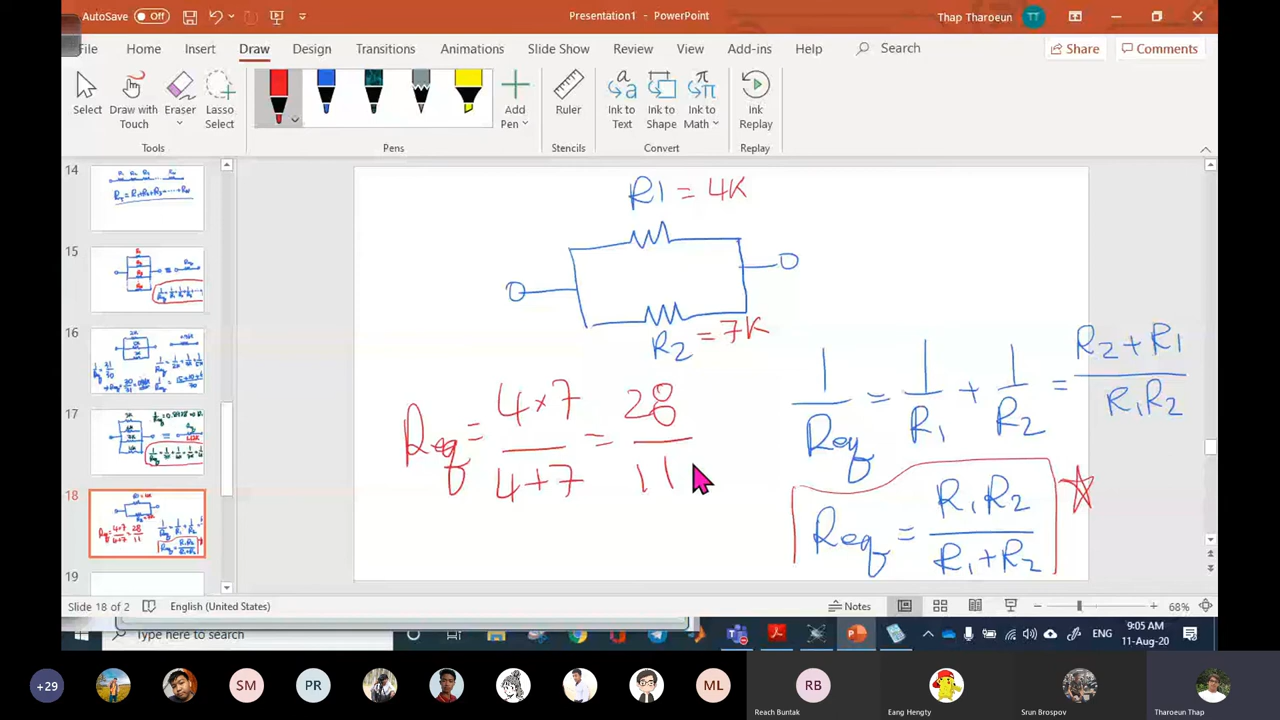 AutoSave Off
Presentation1 - PowerPoint
Thap Tharoeun TT
File Home Insert Draw Design Transitions Animations Slide Show Review View Add-ins Help Search Share Comments
Select
Draw with Touch
Eraser
Lasso Select
Add Pen
Ruler
Ink to Text
Ink to Shape
Ink to Math
Ink Replay
Tools Pens Stencils Convert Replay
14
15
16
17
18
19
R1 = 4K
R2 = 7K
1/Req = 1/R1 + 1/R2 = R2 + R1/R1R2
Req = 4×7/4+7 = 28/11
Req = R1R2/R1+R2
Slide 18 of 2 English (United States) Notes 68%
Type here to search
ENG
9:05 AM
11-Aug-20
+29 SM PR ML RB
Reach Buntak Eang Hengty Srun Brospov Tharoeun Thap